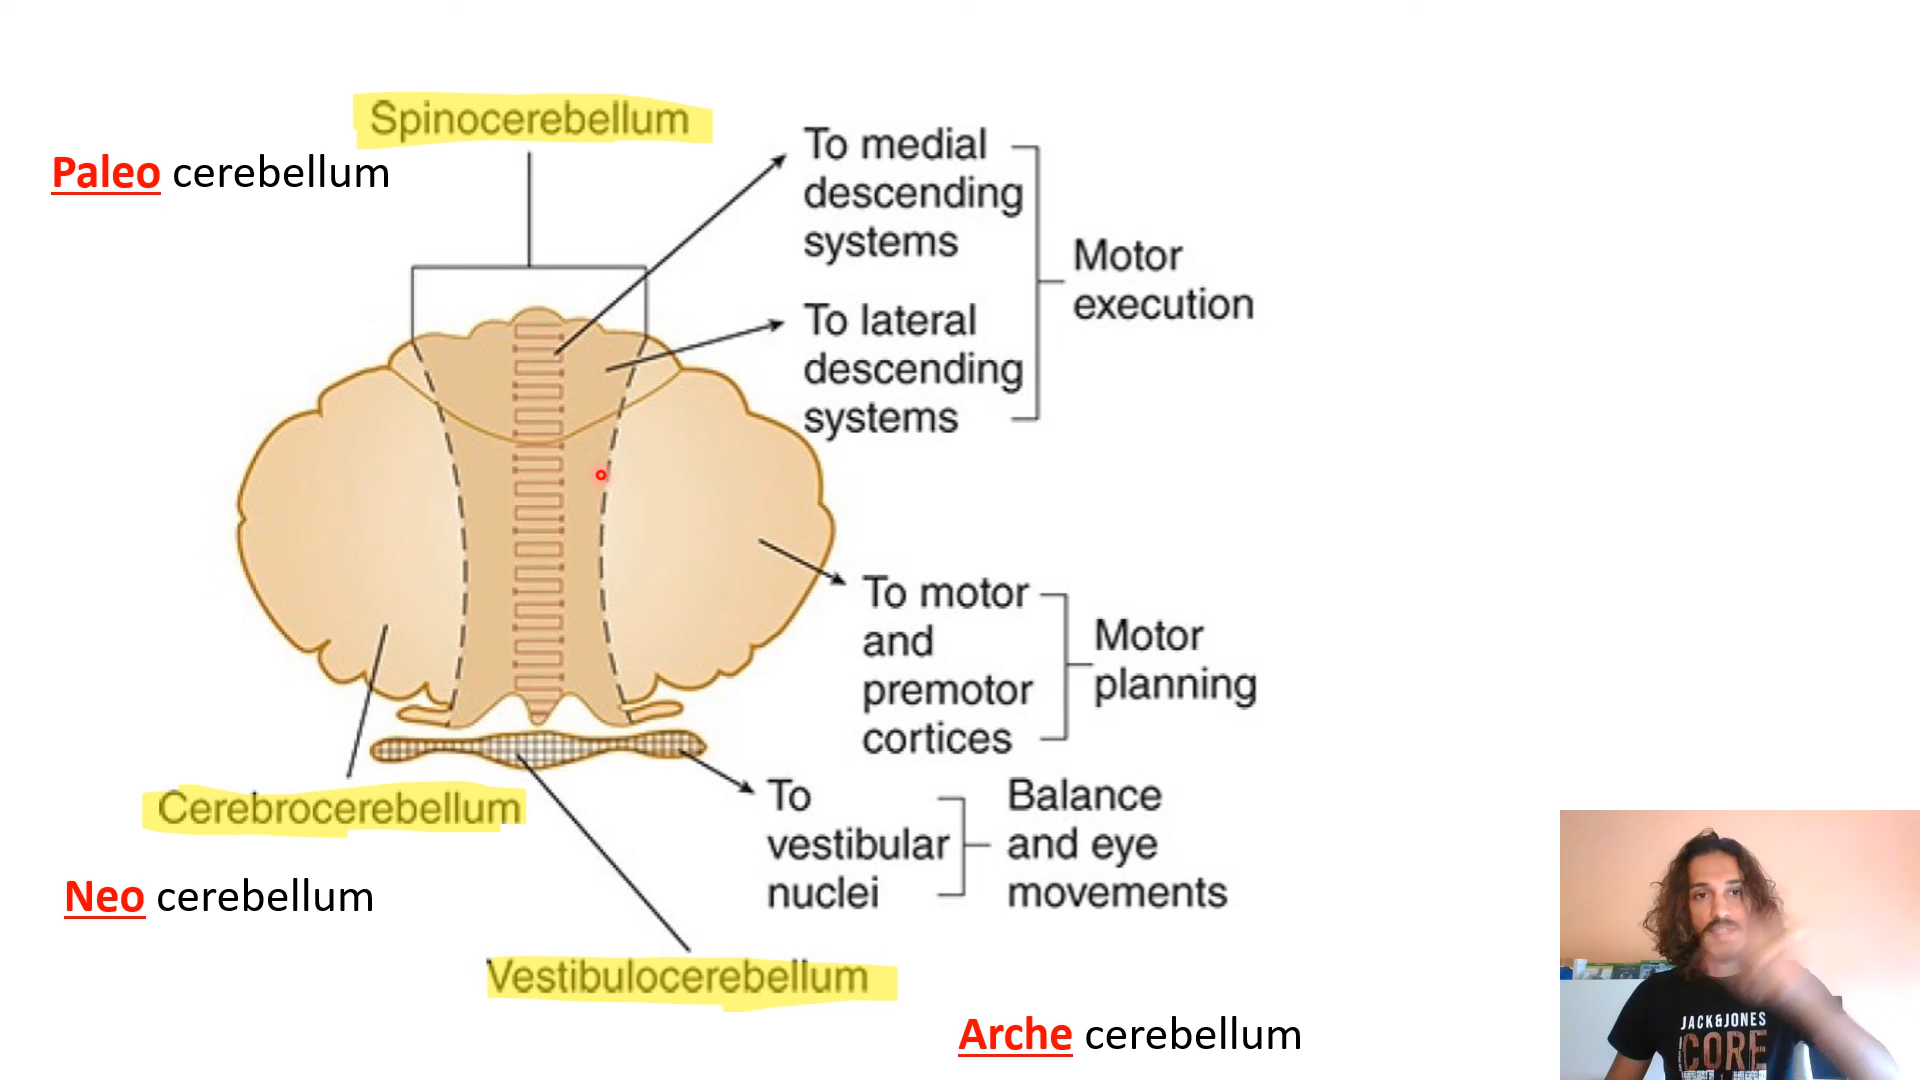 Spinocerebellum
Paleo cerebellum
To medial
descending
systems
Motor
execution
To lateral
descending
systems
To motor
and
premotor
cortices
Motor
planning
Cerebrocerebellum
Neo cerebellum
To
vestibular
nuclei
Balance
and eye
movements
Vestibulocerebellum
Arche cerebellum
JACK&JONES
CORE